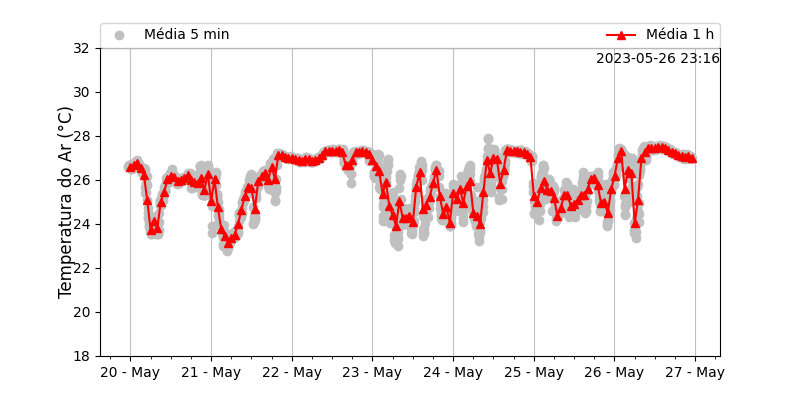 Média 5 min
Média 1 h
2023-05-26 23:16
Temperatura do Ar (°C)
32
30
28
26
24
22
20
18
20 - May
21 - May
22 - May
23 - May
24 - May
25 - May
26 - May
27 - May